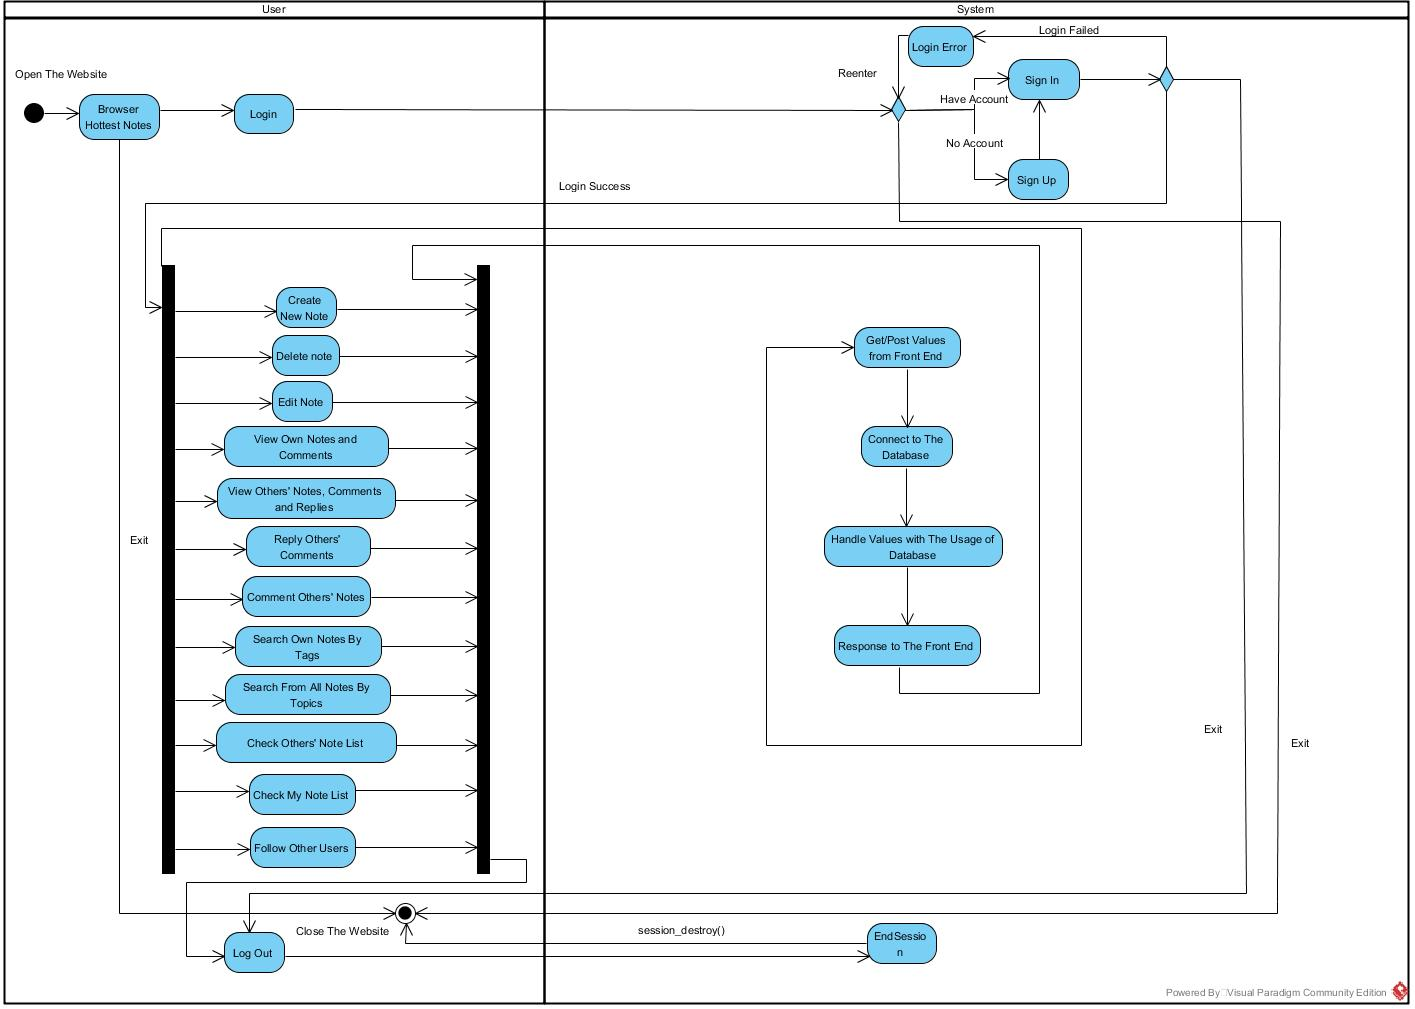 User
System
Open The Website
Browser
Hottest Notes
Login
Login Error
Login Failed
Reenter
Have Account
Sign In
No Account
Sign Up
Login Success
Create
New Note
Delete note
Edit Note
View Own Notes and
Comments
View Others' Notes, Comments
and Replies
Reply Others'
Comments
Comment Others' Notes
Search Own Notes By
Tags
Search From All Notes By
Topics
Check Others' Note List
Check My Note List
Follow Other Users
Exit
Get/Post Values
from Front End
Connect to The
Database
Handle Values with The Usage of
Database
Response to The Front End
Exit
Exit
Close The Website
session_destroy()
Log Out
EndSessio
n
Powered By Visual Paradigm Community Edition